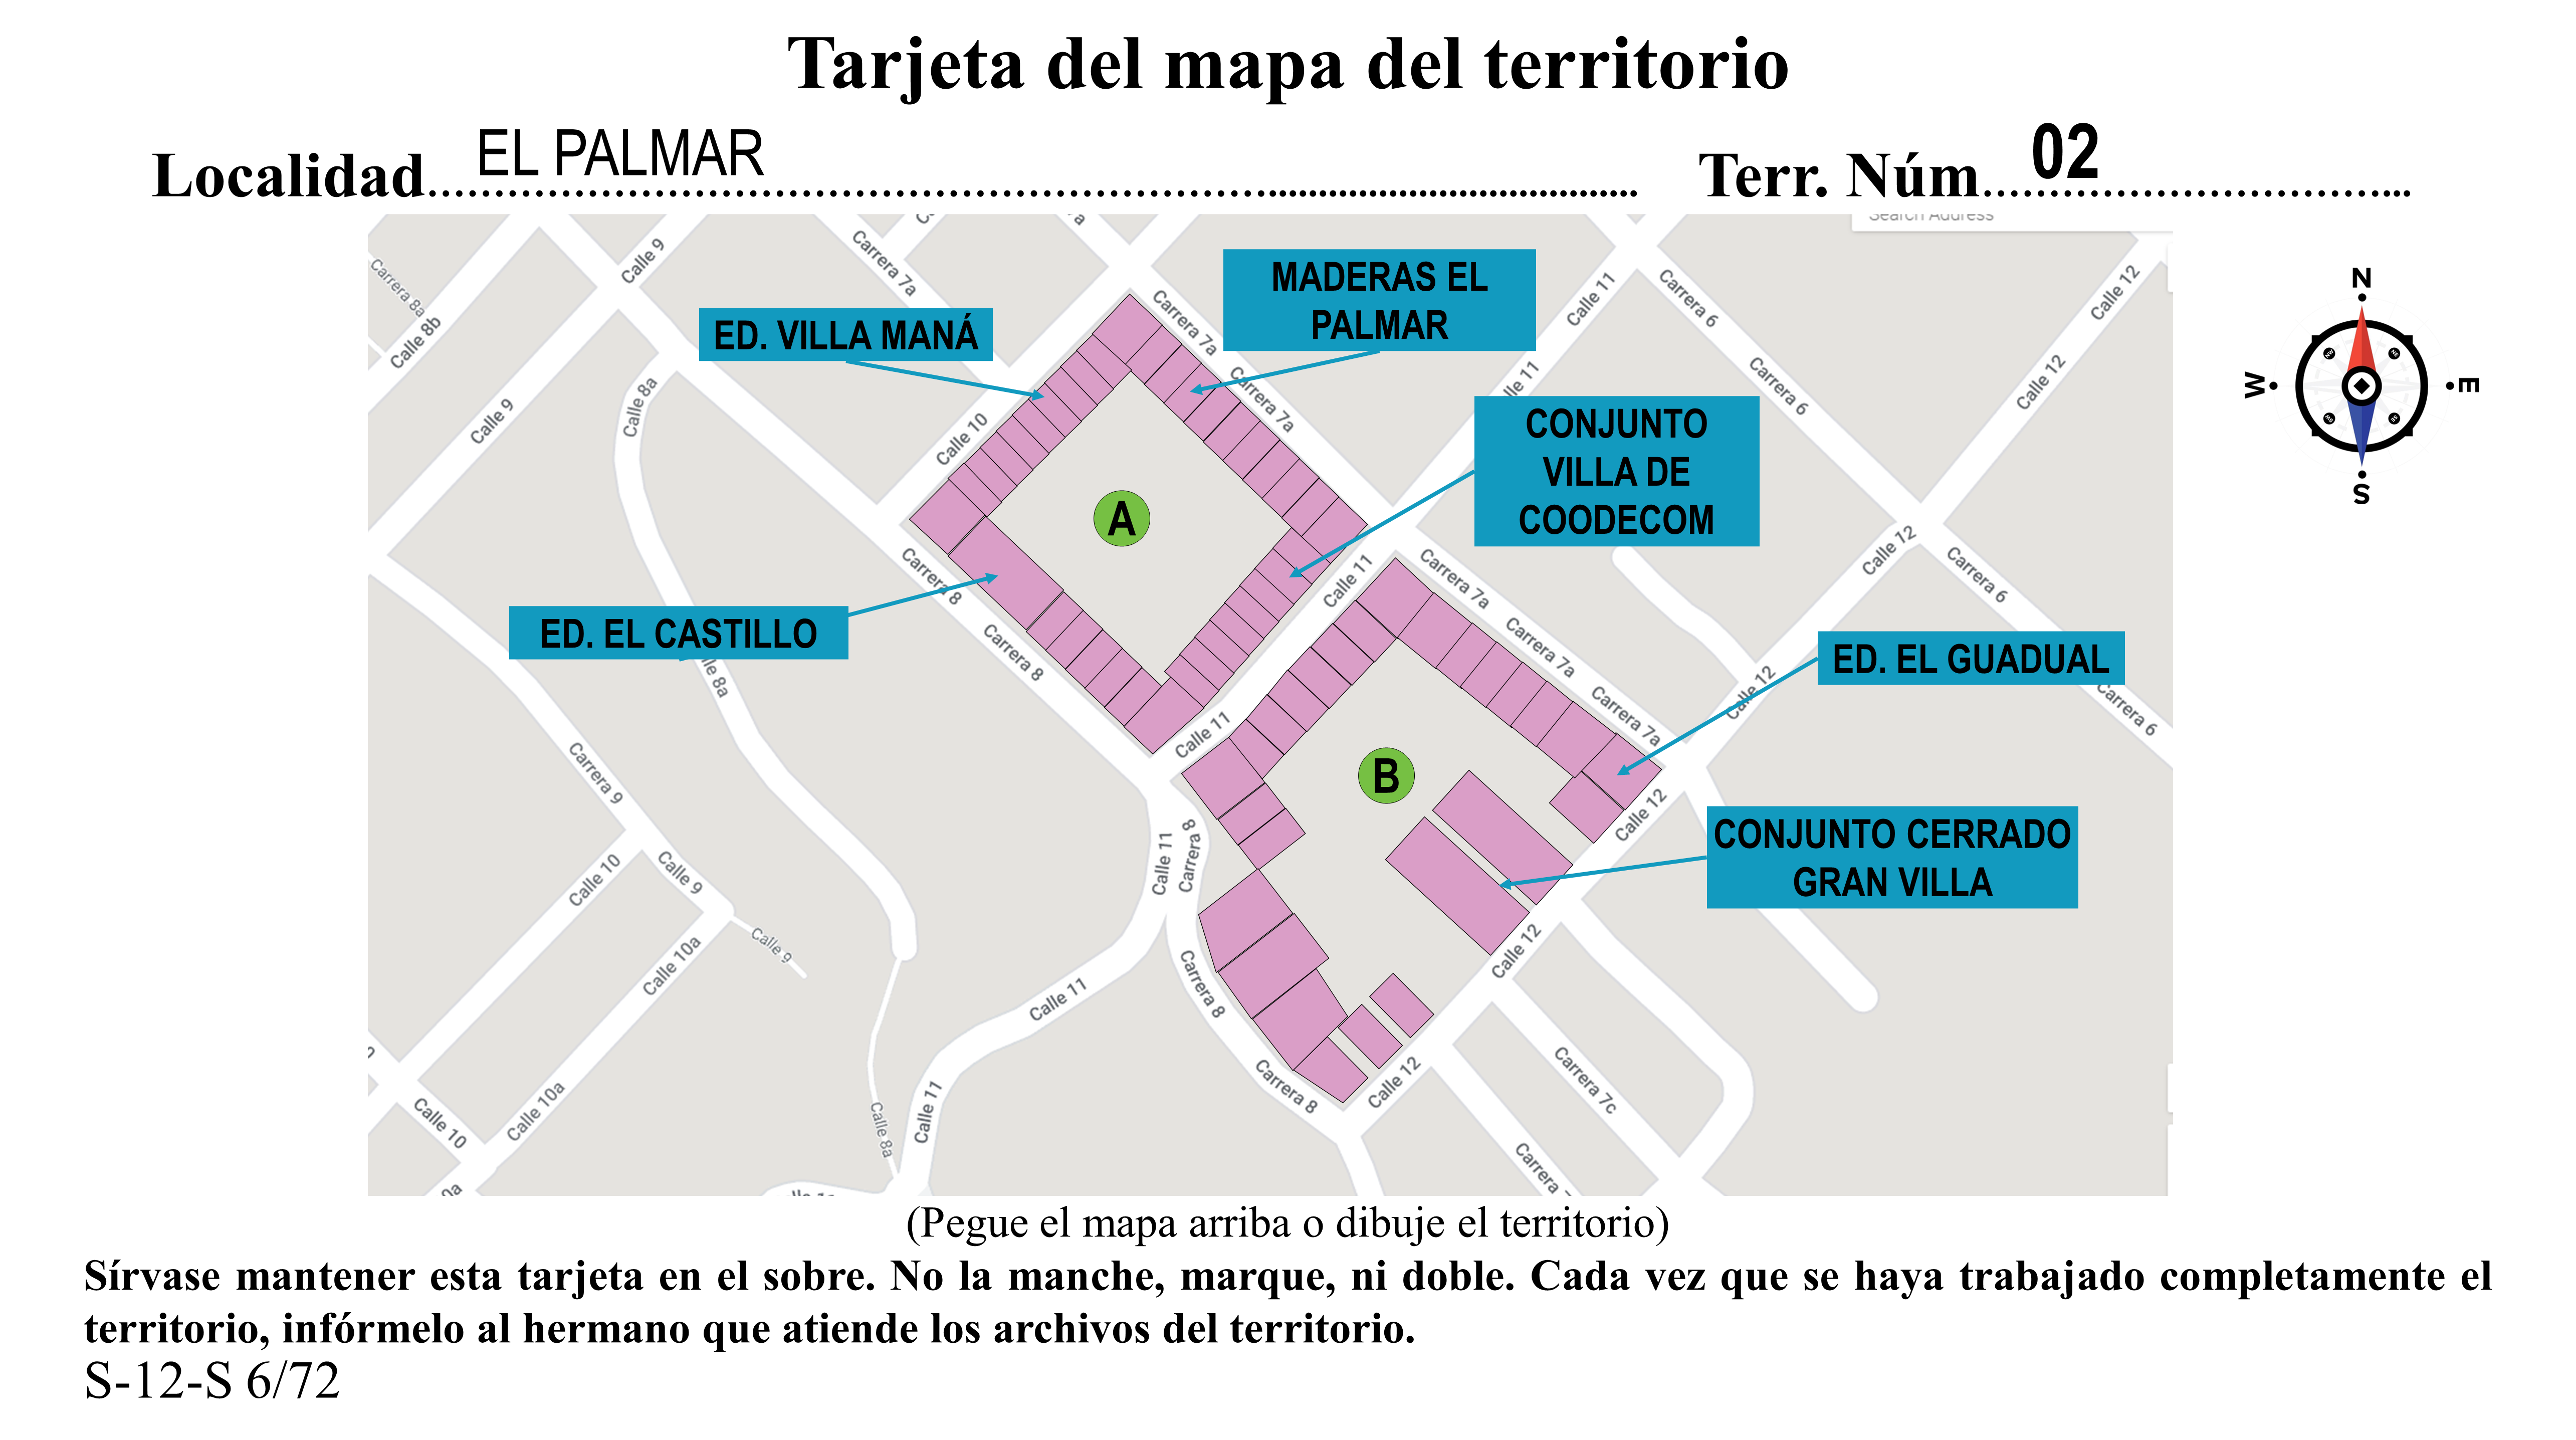 Tarjeta del mapa del territorio
Localidad EL PALMAR Terr. Núm. 02
Search Address
Carrera 7a
Calle 9
Carrera 8a
Calle 8b
Calle 9
Calle 8a
ED. VILLA MANÁ
MADERAS EL
PALMAR
Carrera 7a
Carrera 7a
Calle 10
Calle 11
Calle 11
Carrera 6
Carrera 6
Calle 12
Calle 12
N
W
E
S
CONJUNTO
VILLA DE
COODECOM
A
Carrera 8
Carrera 8
ED. EL CASTILLO
Calle 8a
Calle 11
Carrera 7a
Carrera 7a
Carrera 7a
Calle 12
Carrera 6
Calle 12
ED. EL GUADUAL
Carrera 6
Calle 11
B
Calle 12
CONJUNTO CERRADO
GRAN VILLA
Carrera 9
Calle 10
Calle 9
Calle 9
Calle 10a
Calle 11
Carrera 8
Calle 12
Carrera 8
Calle 11
Calle 10
Calle 10a
Calle 8a
Calle 11
Carrera 8
Calle 12
Carrera 7c
Carrera 7
(Pegue el mapa arriba o dibuje el territorio)
Sírvase mantener esta tarjeta en el sobre. No la manche, marque, ni doble. Cada vez que se haya trabajado completamente el
territorio, infórmelo al hermano que atiende los archivos del territorio.
S-12-S 6/72